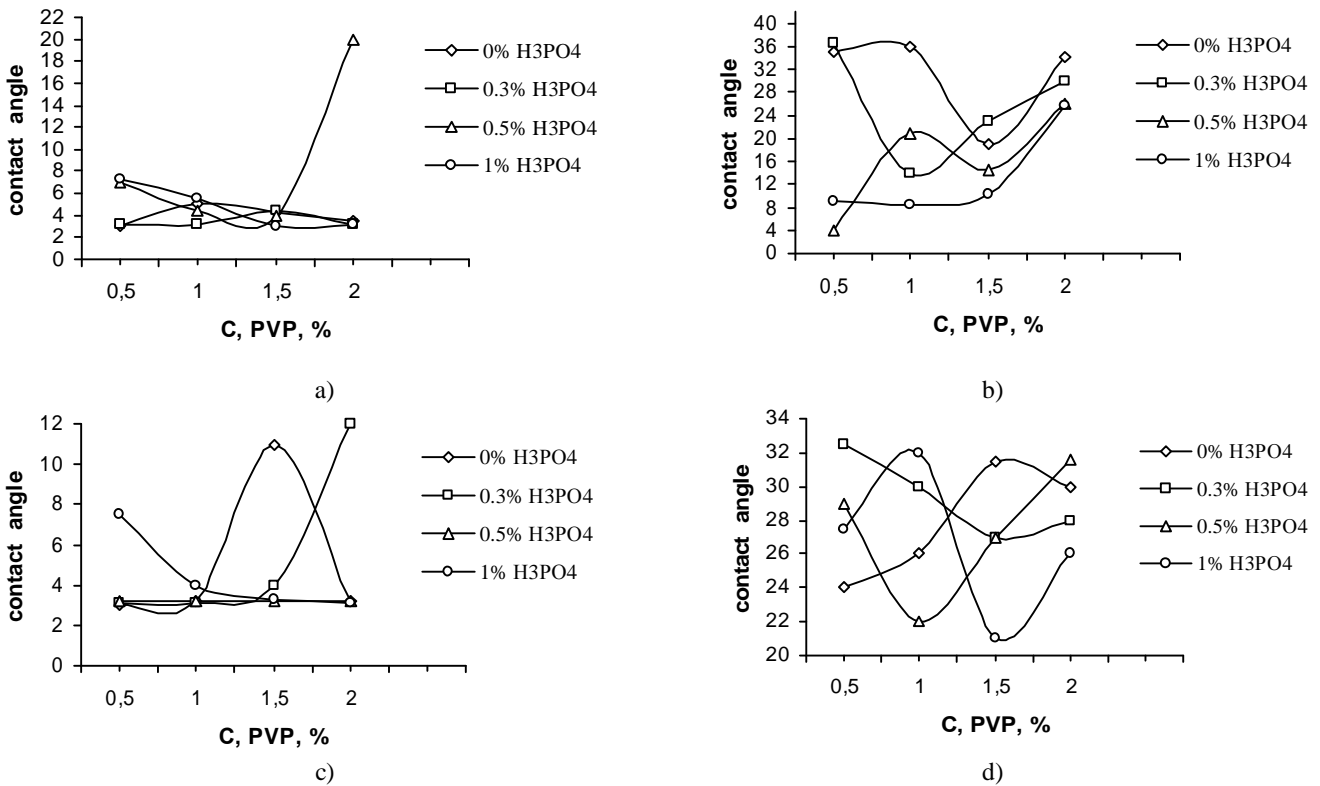 contact angle
22
20
18
16
14
12
10
8
6
4
2
0
0,5 1 1,5 2
C, PVP, %
0% H3PO4
0.3% H3PO4
0.5% H3PO4
1% H3PO4
a)
contact angle
40
36
32
28
24
20
16
12
8
4
0
0,5 1 1,5 2
C, PVP, %
0% H3PO4
0.3% H3PO4
0.5% H3PO4
1% H3PO4
b)
contact angle
12
10
8
6
4
2
0
0,5 1 1,5 2
C, PVP, %
0% H3PO4
0.3% H3PO4
0.5% H3PO4
1% H3PO4
c)
contact angle
34
32
30
28
26
24
22
20
0,5 1 1,5 2
C, PVP, %
0% H3PO4
0.3% H3PO4
0.5% H3PO4
1% H3PO4
d)